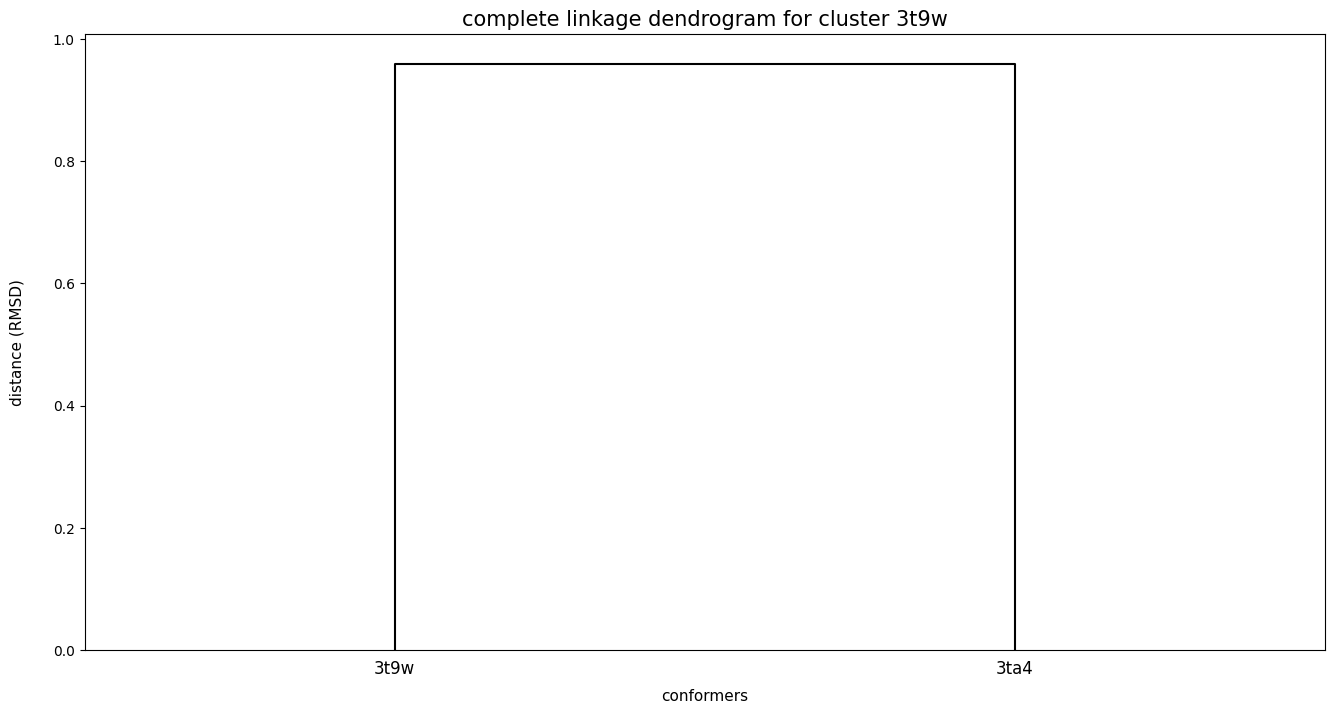 complete linkage dendrogram for cluster 3t9w
1.0
0.8
0.6
0.4
0.2
0.0
distance (RMSD)
3t9w 3ta4
conformers